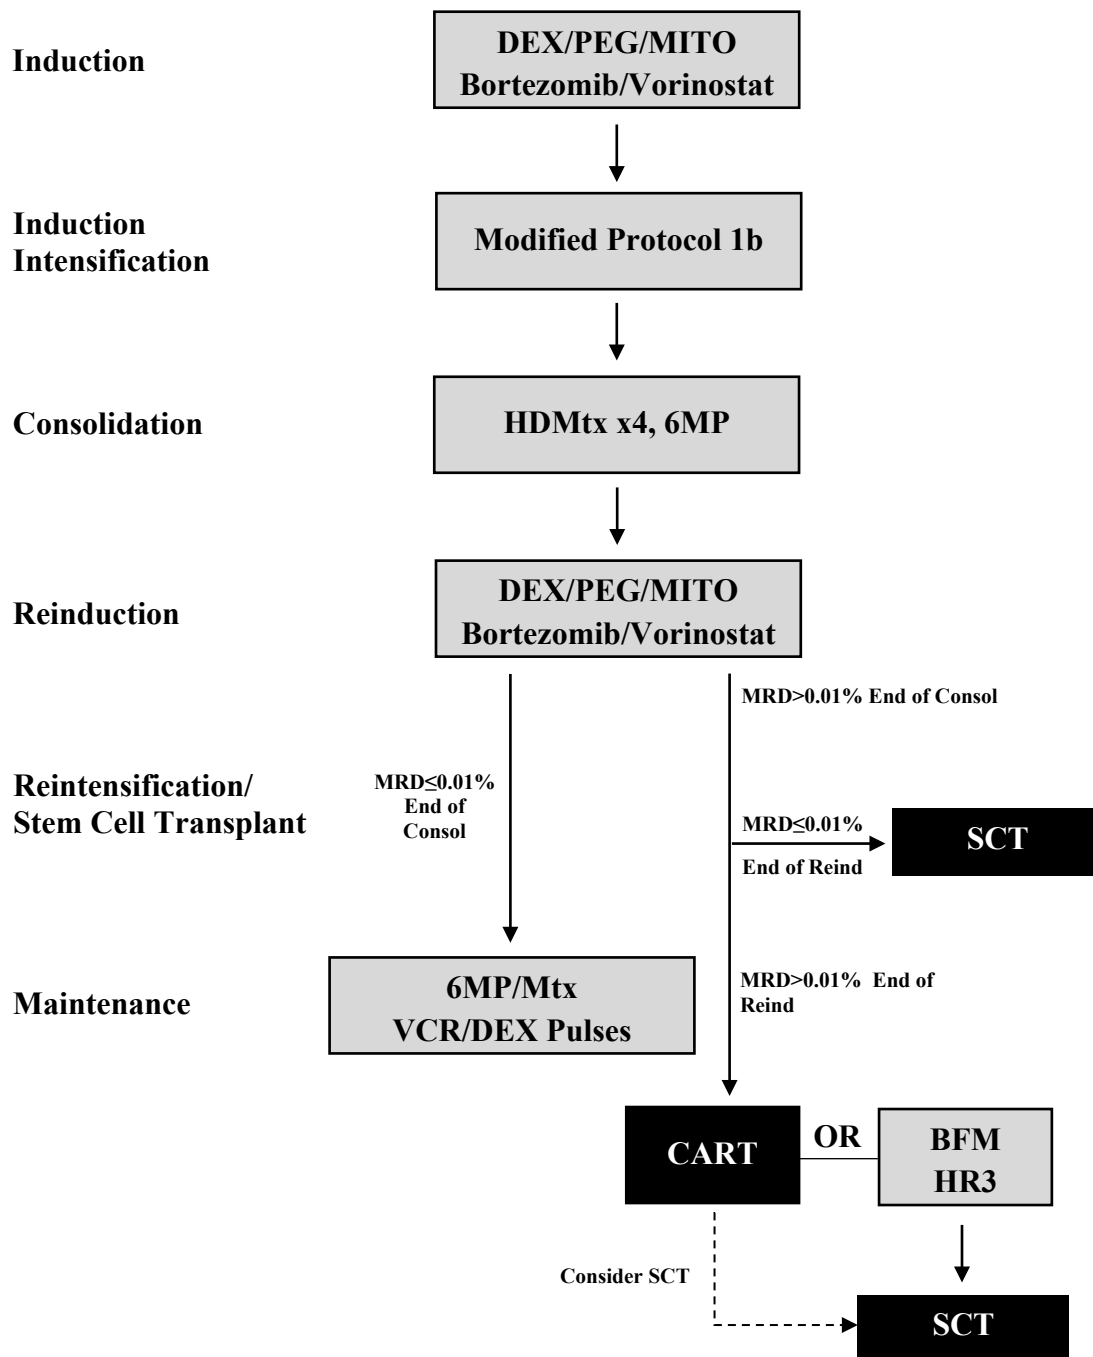 Induction
DEX/PEG/MITO
Bortezomib/Vorinostat
Induction
Intensification
Modified Protocol 1b
Consolidation
HDMtx x4, 6MP
Reinduction
DEX/PEG/MITO
Bortezomib/Vorinostat
MRD>0.01% End of Consol
Reintensification/
Stem Cell Transplant
MRD≤0.01%
End of
Consol
MRD≤0.01%
End of Reind
SCT
Maintenance
6MP/Mtx
VCR/DEX Pulses
MRD>0.01% End of
Reind
CART
OR
BFM
HR3
Consider SCT
SCT